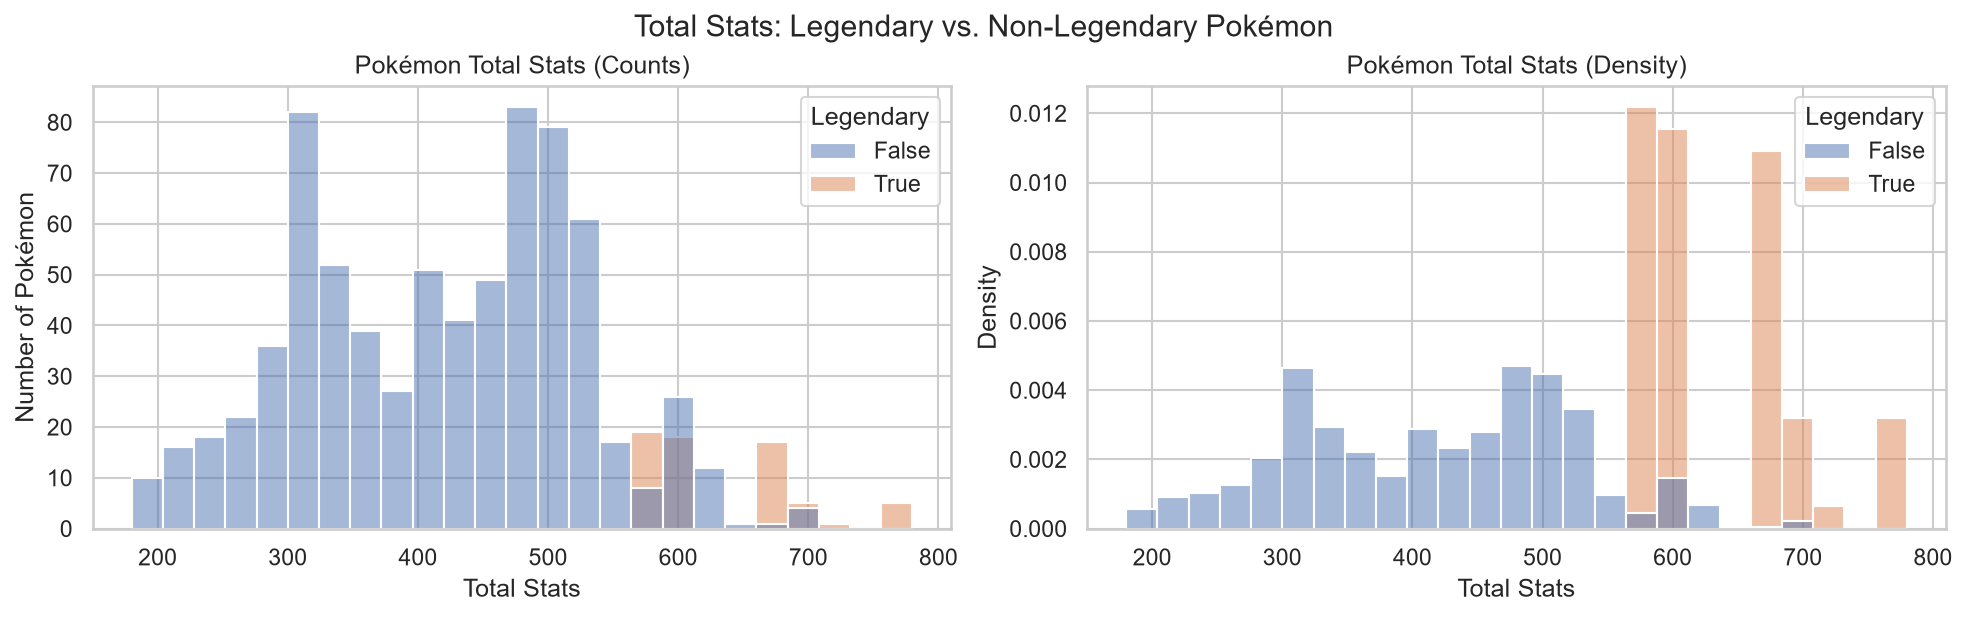 Total Stats: Legendary vs. Non-Legendary Pokémon
Pokémon Total Stats (Counts)
Number of Pokémon
80
70
60
50
40
30
20
10
0
200 300 400 500 600 700 800
Total Stats
Legendary
False
True
Pokémon Total Stats (Density)
Density
0.012
0.010
0.008
0.006
0.004
0.002
0.000
200 300 400 500 600 700 800
Total Stats
Legendary
False
True